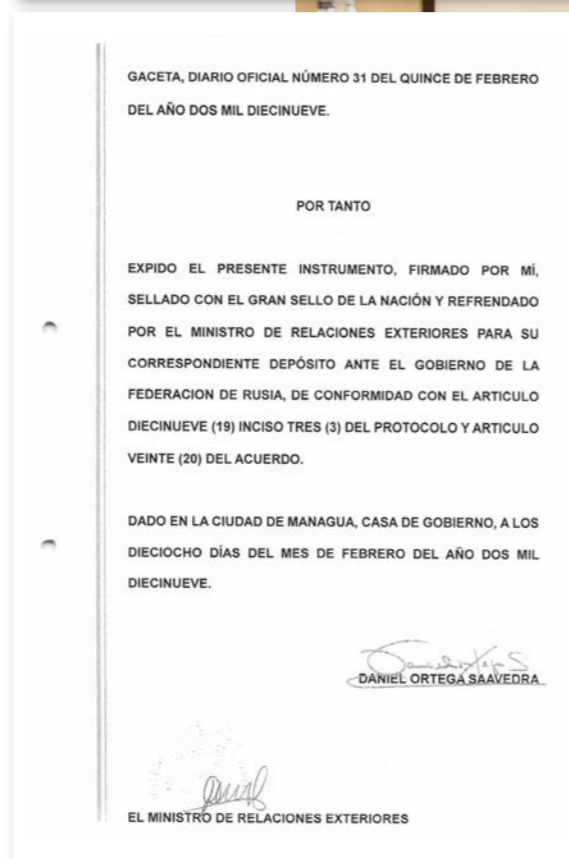 GACETA, DIARIO OFICIAL NÚMERO 31 DEL QUINCE DE FEBRERO
DEL AÑO DOS MIL DIECINUEVE.
POR TANTO
EXPIDO EL PRESENTE INSTRUMENTO, FIRMADO POR MÍ,
SELLADO CON EL GRAN SELLO DE LA NACIÓN Y REFRENDADO
POR EL MINISTRO DE RELACIONES EXTERIORES PARA SU
CORRESPONDIENTE DEPÓSITO ANTE EL GOBIERNO DE LA
FEDERACION DE RUSIA, DE CONFORMIDAD CON EL ARTICULO
DIECINUEVE (19) INCISO TRES (3) DEL PROTOCOLO Y ARTICULO
VEINTE (20) DEL ACUERDO.
DADO EN LA CIUDAD DE MANAGUA, CASA DE GOBIERNO, A LOS
DIECIOCHO DÍAS DEL MES DE FEBRERO DEL AÑO DOS MIL
DIECINUEVE.
DANIEL ORTEGA SAAVEDRA
EL MINISTRO DE RELACIONES EXTERIORES